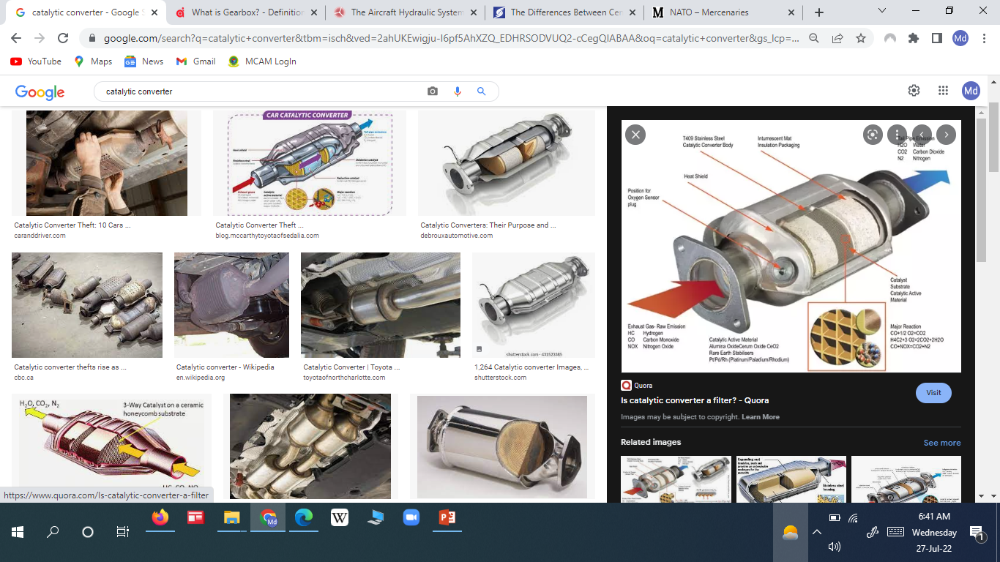 catalytic converter - Google S
What is Gearbox? - Definition
The Aircraft Hydraulic System
The Differences Between Cen
NATO – Mercenaries
google.com/search?q=catalytic+converter&tbm=isch&ved=2ahUKEwigju-I6pf5AhXZQ_EDHRSODVUQ2-cCegQIABAA&oq=catalytic+converter&gs_lcp=...
Md
YouTube
Maps
News
Gmail
MCAM LogIn
Google
catalytic converter
Md
CAR CATALYTIC CONVERTER
Catalytic Converter Theft: 10 Cars ...
caranddriver.com
Catalytic Converter Theft ...
blog.mccarthytoyotaofsedalia.com
Catalytic Converters: Their Purpose and ...
debrouxautomotive.com
Catalytic converter thefts rise as ...
cbc.ca
Catalytic converter - Wikipedia
en.wikipedia.org
Catalytic Converter | Toyota ...
toyotaofnorthcharlotte.com
shutterstock.com · 431523385
1,264 Catalytic converter Images, ...
shutterstock.com
H2O, CO2, N2
3-Way Catalyst on a ceramic
honeycomb substrate
T409 Stainless Steel
Catalytic Converter Body
Intumescent Mat
Insulation Packaging
Tail Pipe Emission
H2O Water
CO2 Carbon Dioxide
N2 Nitrogen
Heat Shield
Position for
Oxygen Sensor
plug
Catalyst
Substrate
Catalytic Active
Material
Exhaust Gas- Raw Emission
HC Hydrogen
CO Carbon Monoxide
NOX Nitrogen Oxide
Catalytic Active Material
Alumina OxideCerum Oxide CeO2
Rare Earth Stabilisers
Pt/Pd/Rh (Platinum/Paladium/Rhodium)
Major Reaction
CO+1/2 O2=CO2
H4C2+3 O2=2CO2+2H2O
CO+NOX=CO2+N2
Quora
Is catalytic converter a filter? - Quora
Visit
Images may be subject to copyright. Learn More
Related images
See more
Expanding mat
Stainless steel
housing
https://www.quora.com/Is-catalytic-converter-a-filter
Md
W
6:41 AM
Wednesday
27-Jul-22
1